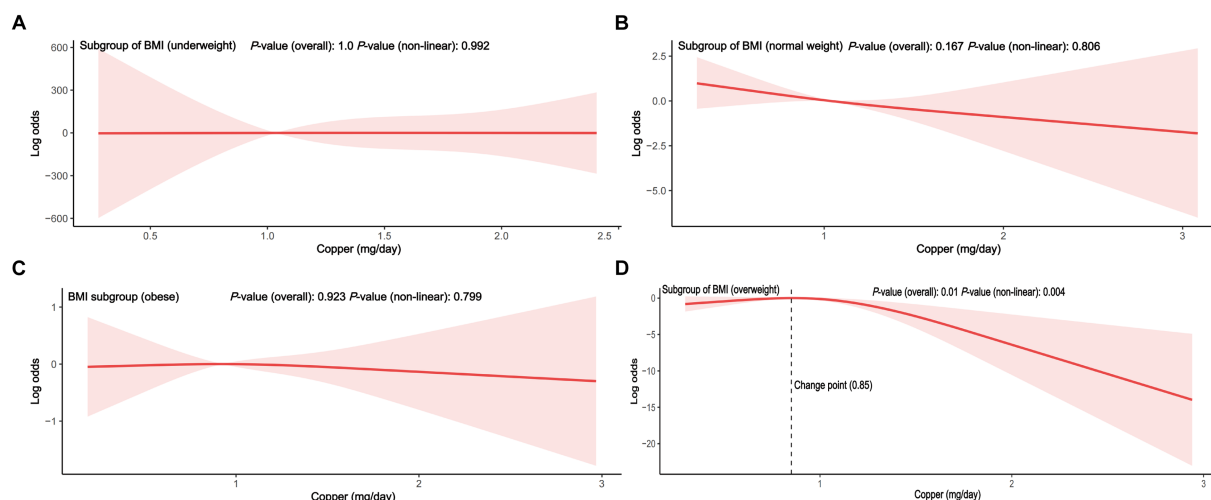 A
Subgroup of BMI (underweight) P-value (overall): 1.0 P-value (non-linear): 0.992
600
300
0
−300
−600
Log odds
0.5 1.0 1.5 2.0 2.5
Copper (mg/day)
B
Subgroup of BMI (normal weight) P-value (overall): 0.167 P-value (non-linear): 0.806
2.5
0.0
−2.5
−5.0
Log odds
1 2 3
Copper (mg/day)
C
BMI subgroup (obese) P-value (overall): 0.923 P-value (non-linear): 0.799
1
0
−1
Log odds
1 2 3
Copper (mg/day)
D
Subgroup of BMI (overweight) P-value (overall): 0.01 P-value (non-linear): 0.004
0
−5
−10
−15
−20
Log odds
Change point (0.85)
1 2 3
Copper (mg/day)